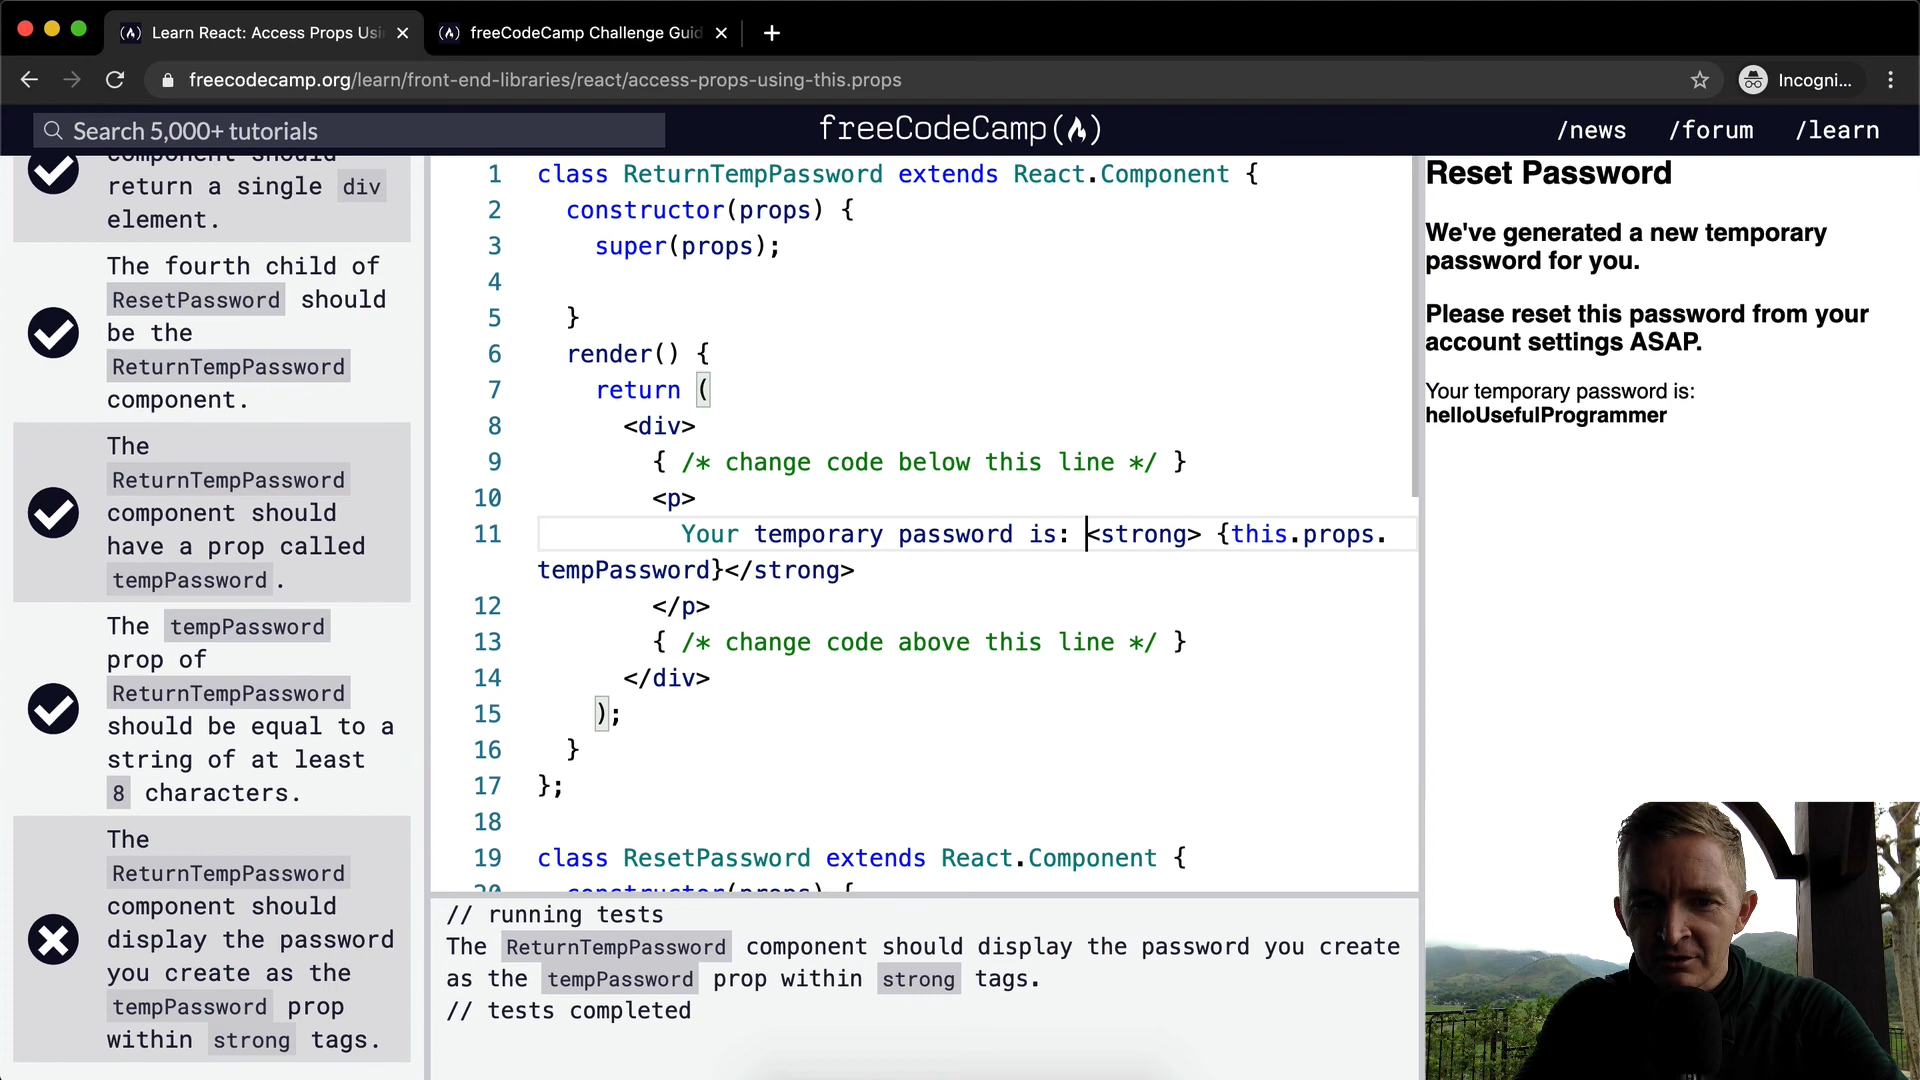 Learn React: Access Props Usi
freeCodeCamp Challenge Guid
freecodecamp.org/learn/front-end-libraries/react/access-props-using-this.props
Incogni...
Search 5,000+ tutorials
freeCodeCamp
/news /forum /learn
component should
return a single div
element.
The fourth child of
ResetPassword should
be the
ReturnTempPassword
component.
The
ReturnTempPassword
component should
have a prop called
tempPassword.
The tempPassword
prop of
ReturnTempPassword
should be equal to a
string of at least
8 characters.
The
ReturnTempPassword
component should
display the password
you create as the
tempPassword prop
within strong tags.
1 class ReturnTempPassword extends React.Component {
2 constructor(props) {
3 super(props);
4
5 }
6 render() {
7 return (
8 <div>
9 { /* change code below this line */ }
10 <p>
11 Your temporary password is: <strong> {this.props.
tempPassword}</strong>
12 </p>
13 { /* change code above this line */ }
14 </div>
15 );
16 }
17 };
18
19 class ResetPassword extends React.Component {
20 constructor(props) {
// running tests
The ReturnTempPassword component should display the password you create
as the tempPassword prop within strong tags.
// tests completed
Reset Password
We've generated a new temporary
password for you.
Please reset this password from your
account settings ASAP.
Your temporary password is:
helloUsefulProgrammer